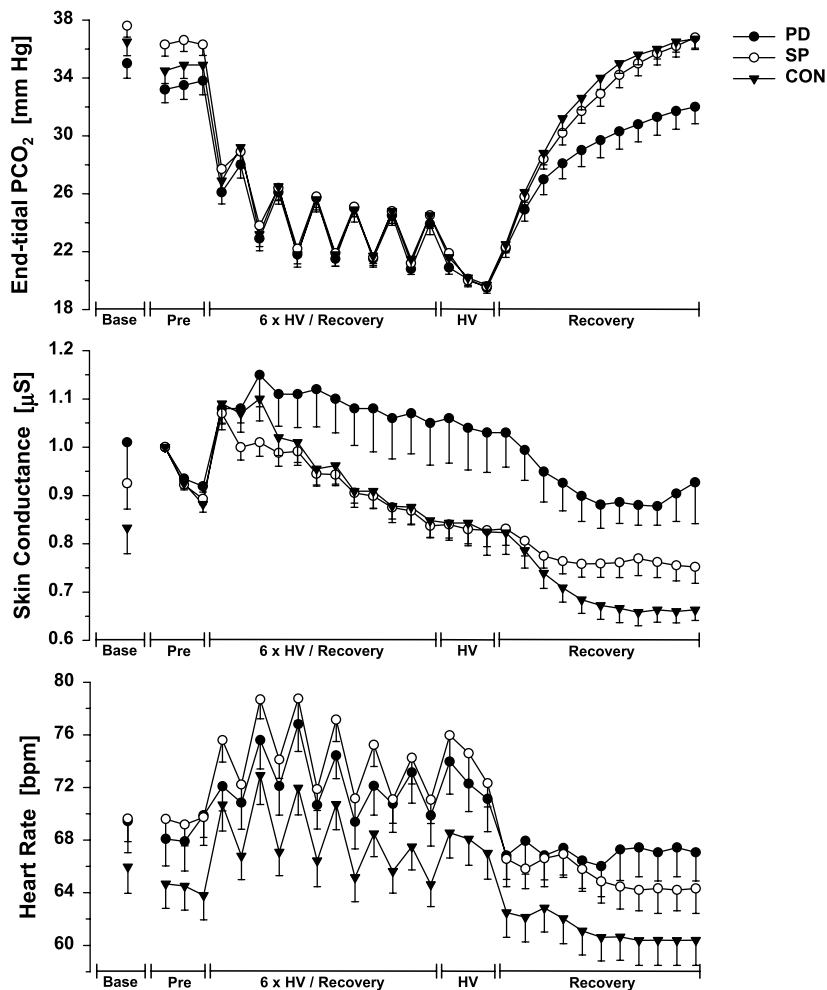 PD
SP
CON
End-tidal PCO₂ [mm Hg]
38
34
30
26
22
18
Base
Pre
6 x HV / Recovery
HV
Recovery
Skin Conductance [µS]
1.2
1.1
1.0
0.9
0.8
0.7
0.6
Base
Pre
6 x HV / Recovery
HV
Recovery
Heart Rate [bpm]
80
76
72
68
64
60
Base
Pre
6 x HV / Recovery
HV
Recovery